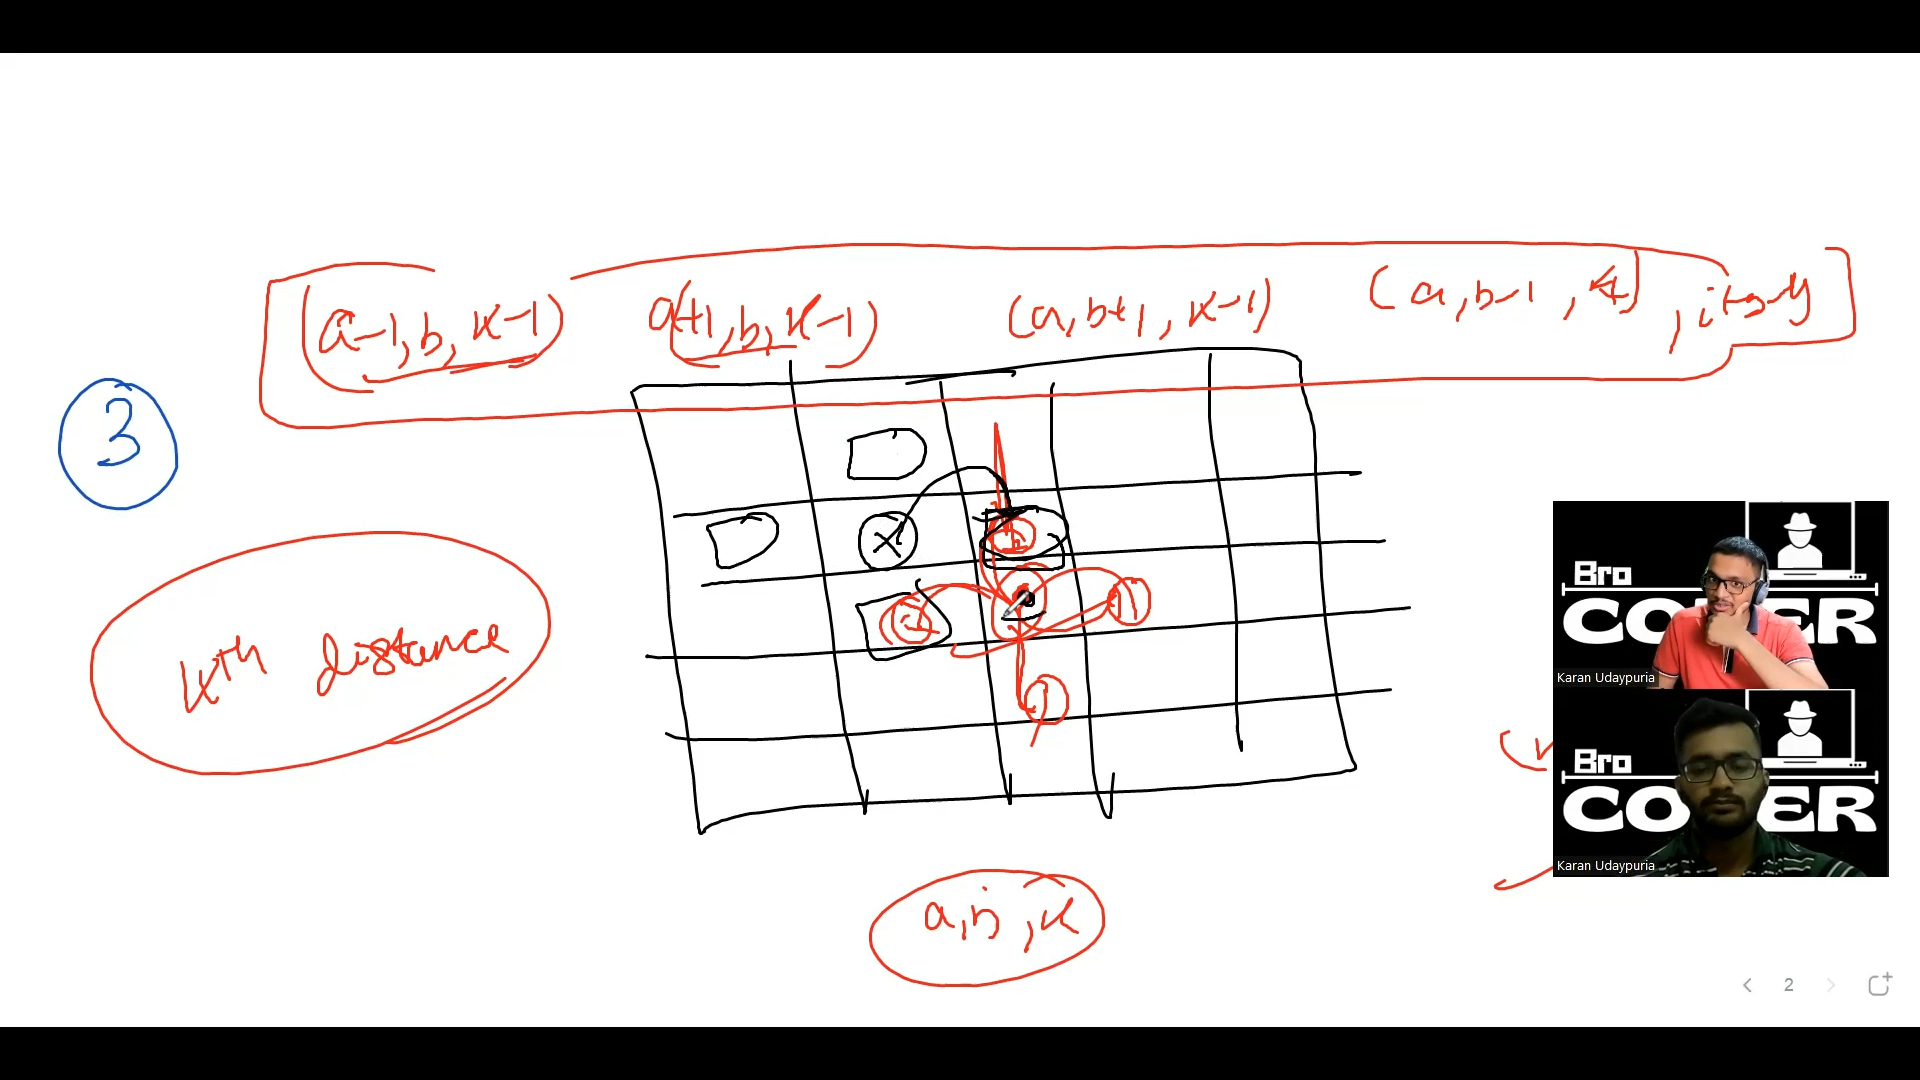 (a-1, b, K-1) a(+1, b, K-1) (a, b+1, K-1) (a, b-1, 
3
Kth distance
a, b, K
Bro
CODER
Karan Udaypuria
Bro
CODER
Karan Udaypuria
2